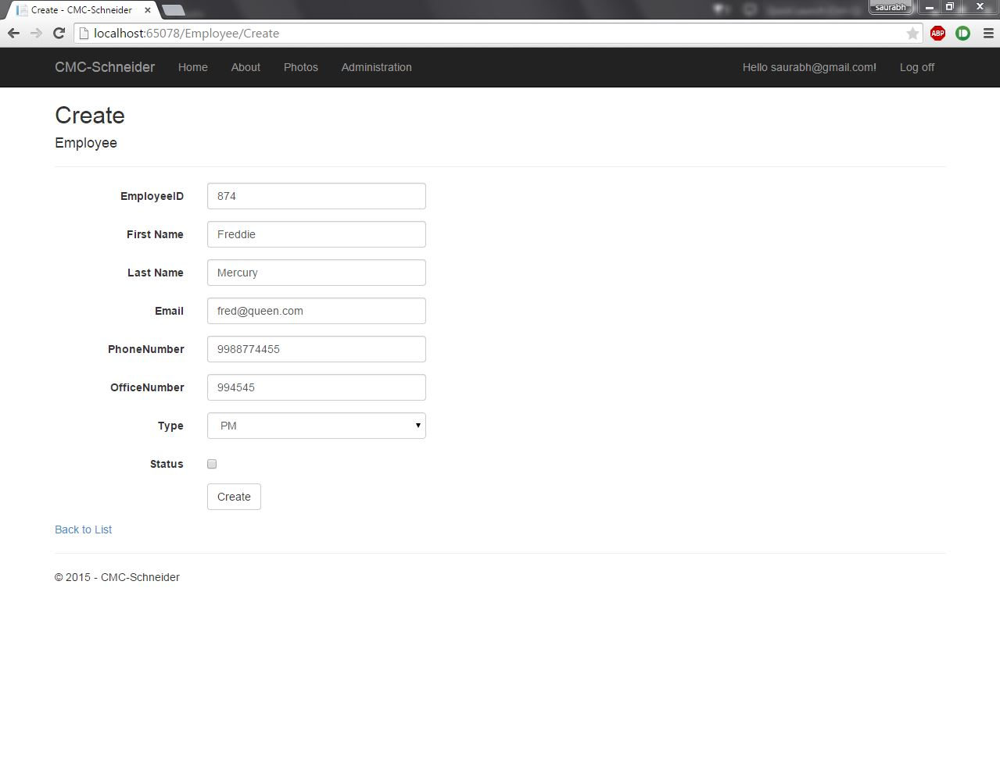 Create - CMC-Schneider
saurabh
localhost:65078/Employee/Create
ABP
CMC-Schneider Home About Photos Administration Hello saurabh@gmail.com! Log off
Create
Employee
EmployeeID 874
First Name Freddie
Last Name Mercury
Email fred@queen.com
PhoneNumber 9988774455
OfficeNumber 994545
Type PM
Status
Create
Back to List
© 2015 - CMC-Schneider